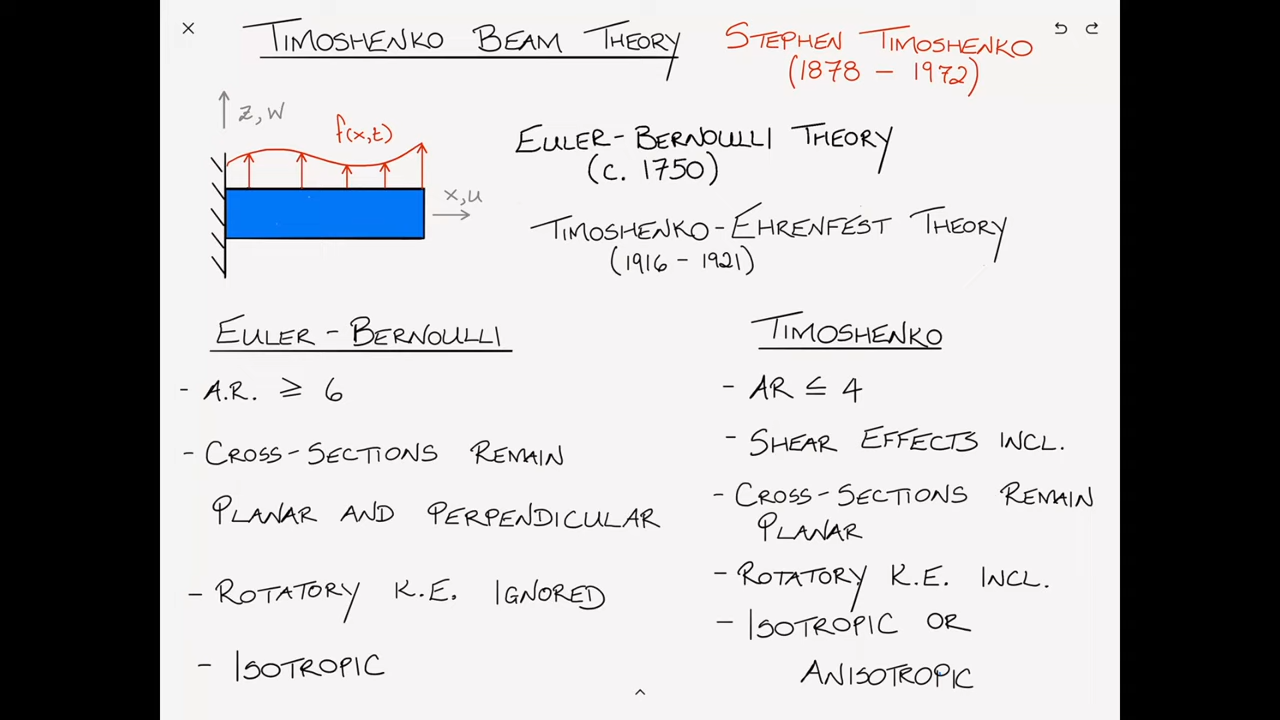 TIMOSHENKO BEAM THEORY
STEPHEN TIMOSHENKO
(1878 - 1972)
z, w
f(x,t)
x, u
EULER-BERNOULLI THEORY
(c. 1750)
TIMOSHENKO-EHRENFEST THEORY
(1916 - 1921)
EULER - BERNOULLI
- A.R. ≥ 6
- CROSS-SECTIONS REMAIN
PLANAR AND PERPENDICULAR
- ROTATORY K.E. IGNORED
- ISOTROPIC
TIMOSHENKO
- AR ≤ 4
- SHEAR EFFECTS INCL.
- CROSS-SECTIONS REMAIN
PLANAR
- ROTATORY K.E. INCL.
- ISOTROPIC OR
ANISOTROPIC